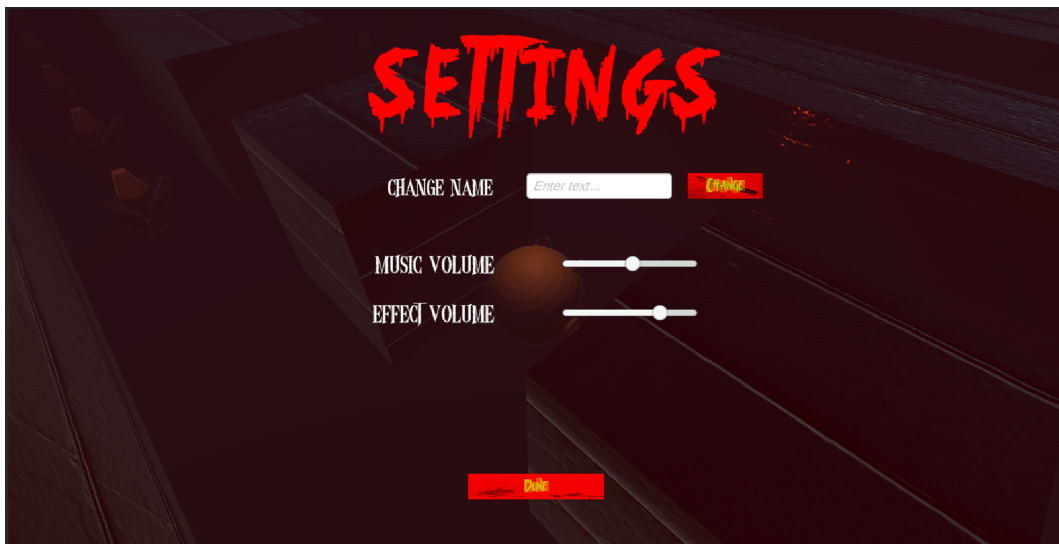 SETTINGS
CHANGE NAME Enter text... CHANGE
MUSIC VOLUME
EFFECT VOLUME
DONE